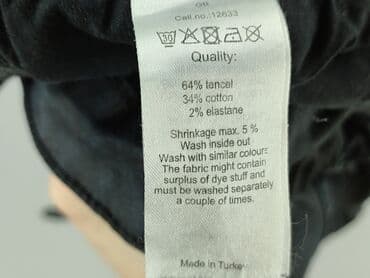 Call no.:12633
30
Quality:
64% tencel
34% cotton
2% elastane
Shrinkage max. 5 %
Wash inside out
Wash with similar colours
The fabric might contain
surplus of dye stuff and
must be washed separately
a couple of times.
Made in Turkey